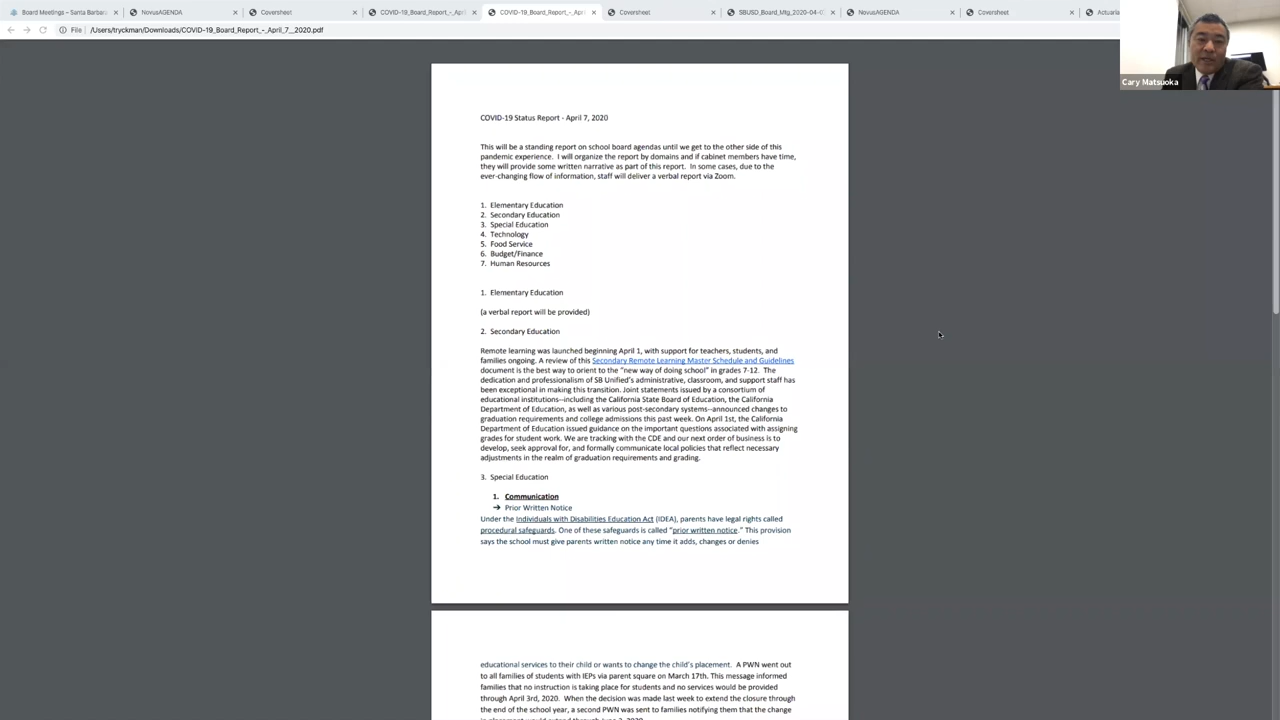 Board Meetings – Santa Barbara
NovusAGENDA
Coversheet
COVID-19_Board_Report_-_Apri
COVID-19_Board_Report_-_Apri
Coversheet
SBUSD_Board_Mtg_2020-04-0
NovusAGENDA
Coversheet
Actuaria
File
/Users/tryckman/Downloads/COVID-19_Board_Report_-_April_7__2020.pdf
Cary Matsuoka
COVID-19 Status Report - April 7, 2020
This will be a standing report on school board agendas until we get to the other side of this
pandemic experience. I will organize the report by domains and if cabinet members have time,
they will provide some written narrative as part of this report. In some cases, due to the
ever-changing flow of information, staff will deliver a verbal report via Zoom.
1. Elementary Education
2. Secondary Education
3. Special Education
4. Technology
5. Food Service
6. Budget/Finance
7. Human Resources
1. Elementary Education
(a verbal report will be provided)
2. Secondary Education
Remote learning was launched beginning April 1, with support for teachers, students, and
families ongoing. A review of this Secondary Remote Learning Master Schedule and Guidelines
document is the best way to orient to the “new way of doing school” in grades 7-12. The
dedication and professionalism of SB Unified’s administrative, classroom, and support staff has
been exceptional in making this transition. Joint statements issued by a consortium of
educational institutions--including the California State Board of Education, the California
Department of Education, as well as various post-secondary systems--announced changes to
graduation requirements and college admissions this past week. On April 1st, the California
Department of Education issued guidance on the important questions associated with assigning
grades for student work. We are tracking with the CDE and our next order of business is to
develop, seek approval for, and formally communicate local policies that reflect necessary
adjustments in the realm of graduation requirements and grading.
3. Special Education
1. Communication
➔ Prior Written Notice
Under the Individuals with Disabilities Education Act (IDEA), parents have legal rights called
procedural safeguards. One of these safeguards is called “prior written notice.” This provision
says the school must give parents written notice any time it adds, changes or denies
educational services to their child or wants to change the child’s placement. A PWN went out
to all families of students with IEPs via parent square on March 17th. This message informed
families that no instruction is taking place for students and no services would be provided
through April 3rd, 2020. When the decision was made last week to extend the closure through
the end of the school year, a second PWN was sent to families notifying them that the change